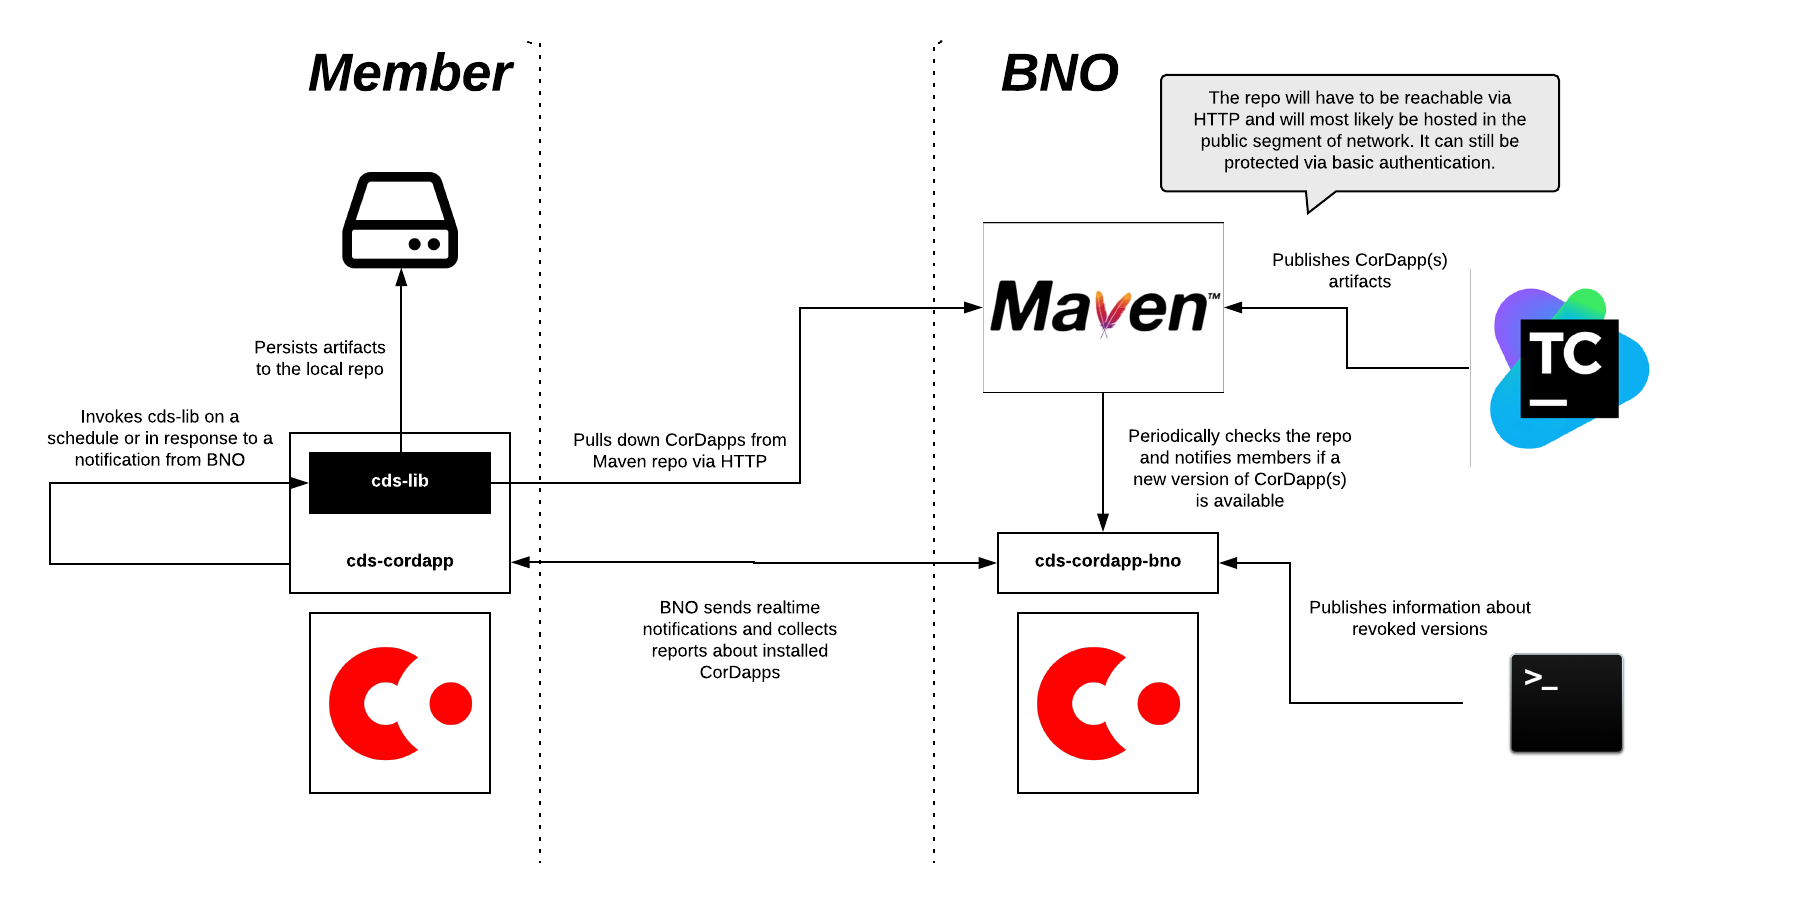 Member
BNO
The repo will have to be reachable via
HTTP and will most likely be hosted in the
public segment of network. It can still be
protected via basic authentication.
Maven™
Publishes CorDapp(s)
artifacts
TC
Persists artifacts
to the local repo
Invokes cds-lib on a
schedule or in response to a
notification from BNO
cds-lib
cds-cordapp
Pulls down CorDapps from
Maven repo via HTTP
Periodically checks the repo
and notifies members if a
new version of CorDapp(s)
is available
cds-cordapp-bno
BNO sends realtime
notifications and collects
reports about installed
CorDapps
Publishes information about
revoked versions
>_